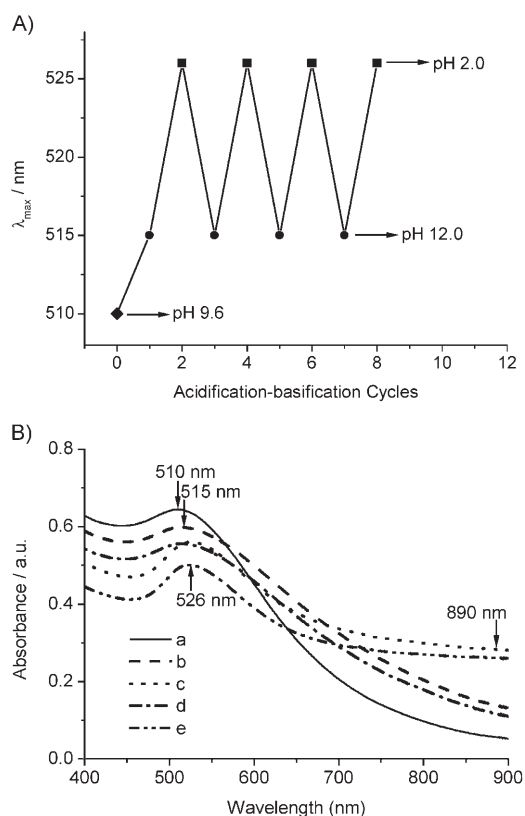 A)
525
520
515
510
λmax / nm
pH 2.0
pH 12.0
pH 9.6
0 2 4 6 8 10 12
Acidification-basification Cycles
B)
510 nm
515 nm
526 nm
890 nm
0.8
0.6
0.4
0.2
0.0
Absorbance / a.u.
a
b
c
d
e
400 500 600 700 800 900
Wavelength (nm)